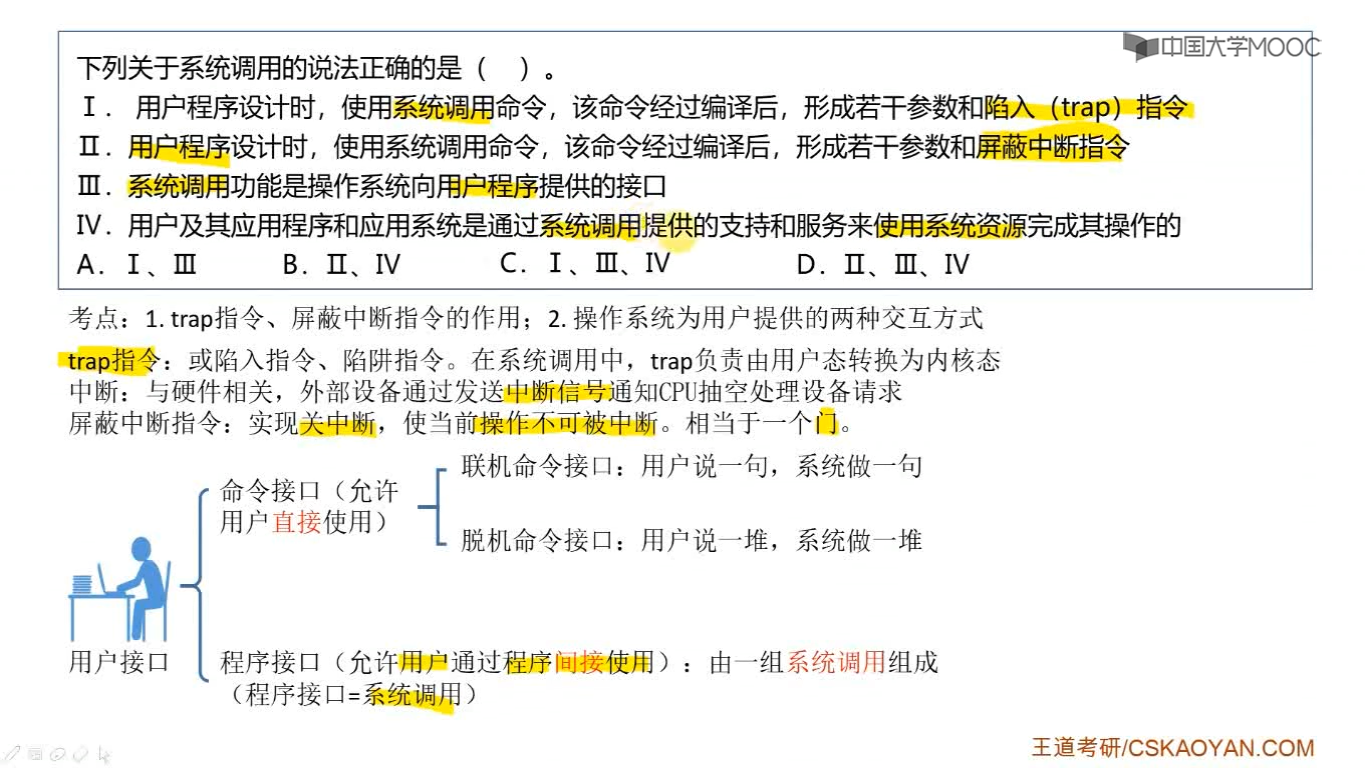 中国大学MOOC
下列关于系统调用的说法正确的是（　）。
Ⅰ． 用户程序设计时，使用系统调用命令，该命令经过编译后，形成若干参数和陷入（trap）指令
Ⅱ．用户程序设计时，使用系统调用命令，该命令经过编译后，形成若干参数和屏蔽中断指令
Ⅲ．系统调用功能是操作系统向用户程序提供的接口
Ⅳ．用户及其应用程序和应用系统是通过系统调用提供的支持和服务来使用系统资源完成其操作的
A．Ⅰ、Ⅲ B．Ⅱ、Ⅳ C．Ⅰ、Ⅲ、Ⅳ D．Ⅱ、Ⅲ、Ⅳ
考点：1. trap指令、屏蔽中断指令的作用；2. 操作系统为用户提供的两种交互方式
trap指令：或陷入指令、陷阱指令。在系统调用中，trap负责由用户态转换为内核态
中断：与硬件相关，外部设备通过发送中断信号通知CPU抽空处理设备请求
屏蔽中断指令：实现关中断，使当前操作不可被中断。相当于一个门。
联机命令接口：用户说一句，系统做一句
命令接口（允许
用户直接使用）
脱机命令接口：用户说一堆，系统做一堆
用户接口
程序接口（允许用户通过程序间接使用）：由一组系统调用组成
（程序接口=系统调用）
王道考研/CSKAOYAN.COM